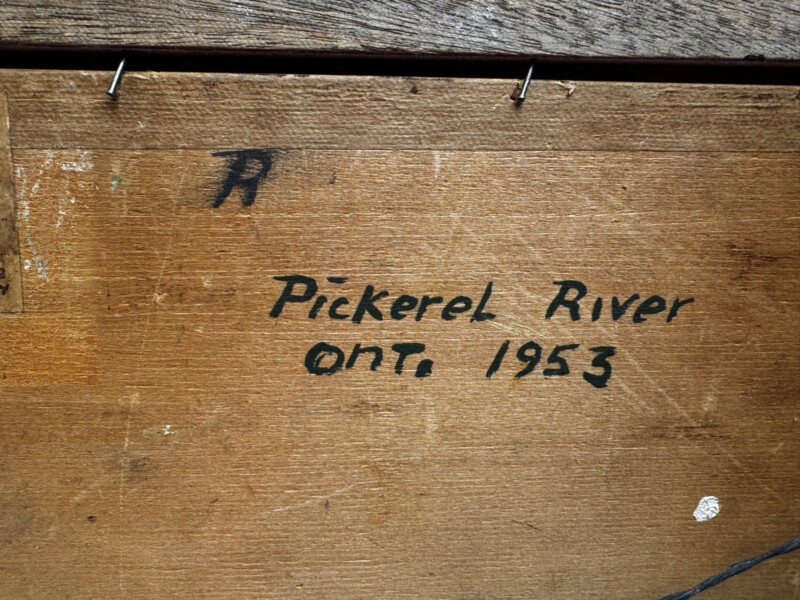 R
Pickerel River
Ont. 1953